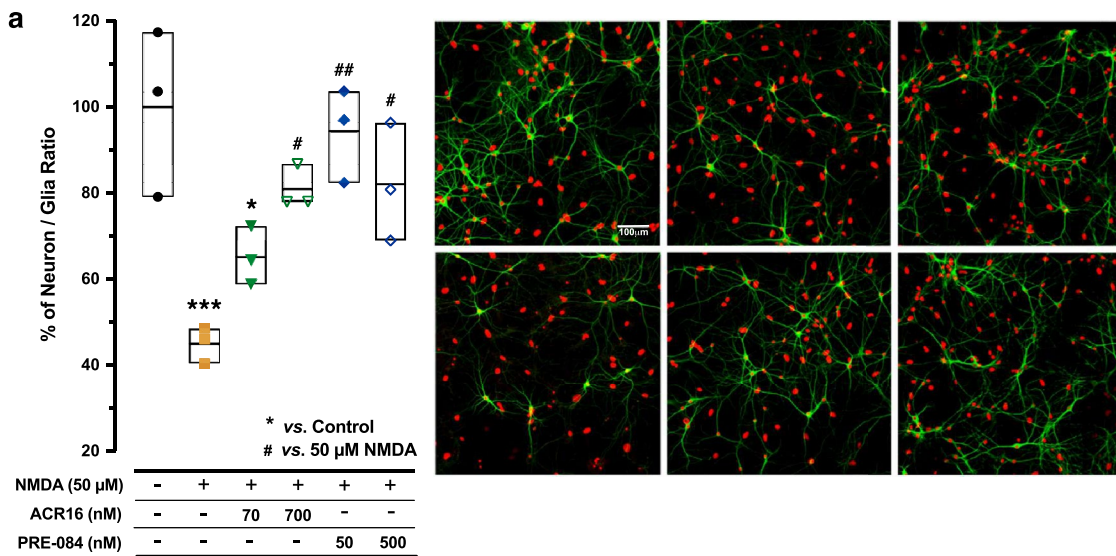 a
% of Neuron / Glia Ratio
120
100
80
60
40
20
***
*
#
##
#
* vs. Control
# vs. 50 µM NMDA
NMDA (50 µM) - + + + + +
ACR16 (nM) - - 70 700 - -
PRE-084 (nM) - - - - 50 500
100µm